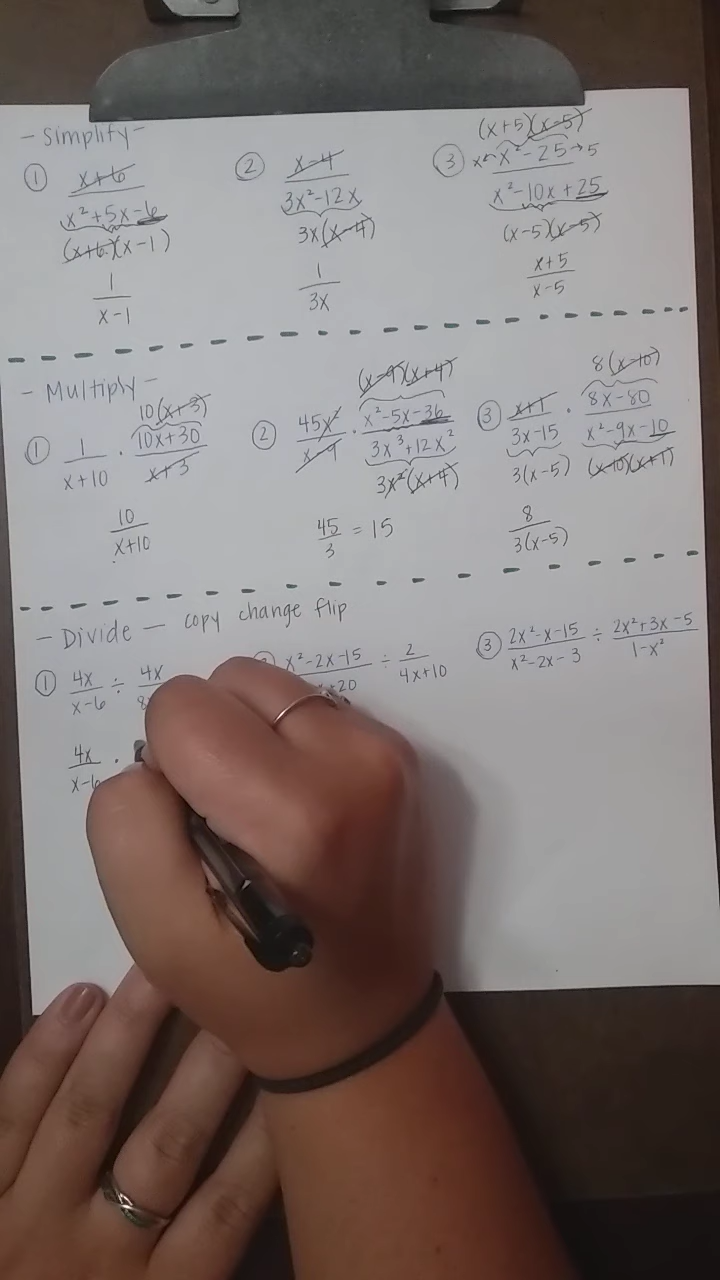 - Simplify -
① x+6 / x²+5x-6
(x+6)(x-1)
1 / x-1
② x-4 / 3x²-12x
3x(x-4)
1 / 3x
(x+5)(x-5)
③ x ← x²-25 → 5 / x²-10x+25
(x-5)(x-5)
x+5 / x-5
- Multiply -
10(x+3)
① 1 / x+10 · 10x+30 / x+3
10 / x+10
(x-9)(x+4)
② 45x² / x-9 · x²-5x-36 / 3x³+12x²
3x²(x+4)
45 / 3 = 15
8(x-10)
③ x+1 / 3x-15 · 8x-80 / x²-9x-10
3(x-5) (x-10)(x+1)
8 / 3(x-5)
- Divide - copy change flip
① 4x / x-6 ÷ 4x / 8
4x / x-6 ·
x²-2x-15 / +20 ÷ 2 / 4x+10
③ 2x²-x-15 / x²-2x-3 ÷ 2x²+3x-5 / 1-x²